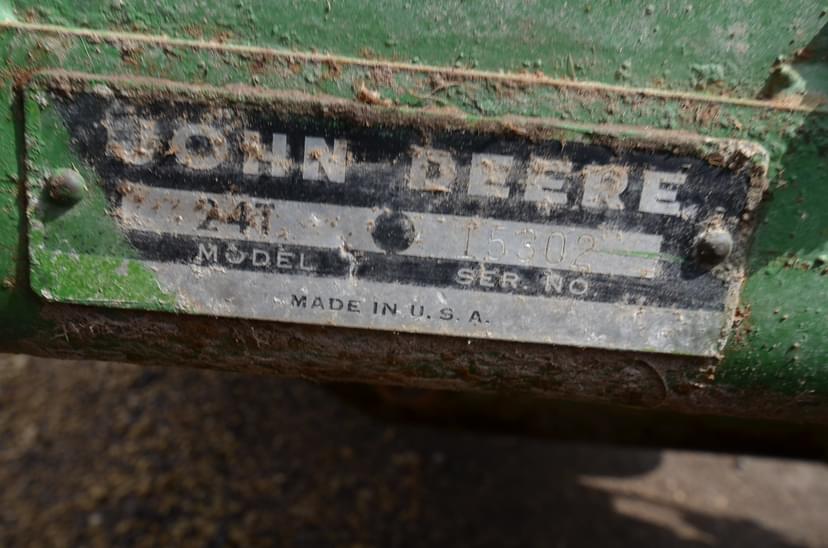 JOHN DEERE
24T 15302
MODEL SER. NO.
MADE IN U. S. A.